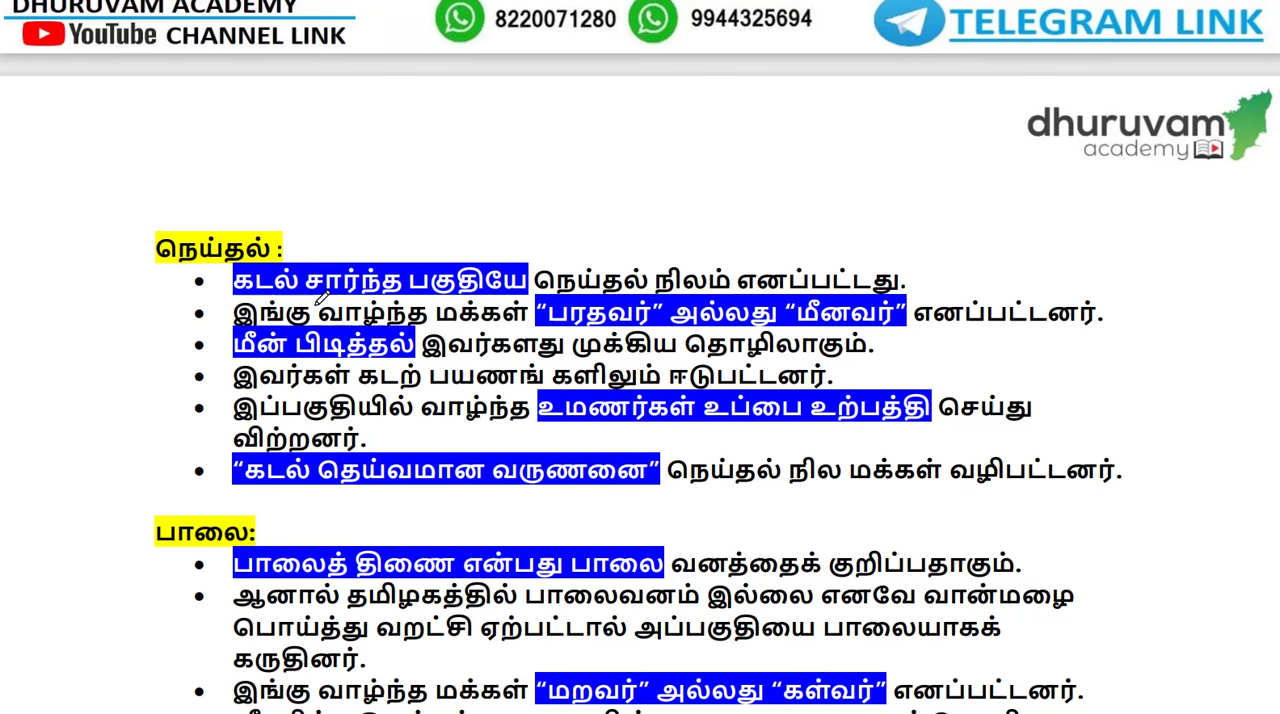 DHURUVAM ACADEMY
YouTube CHANNEL LINK
8220071280
9944325694
TELEGRAM LINK
dhuruvam
academy
நெய்தல் :
• கடல் சார்ந்த பகுதியே நெய்தல் நிலம் எனப்பட்டது.
• இங்கு வாழ்ந்த மக்கள் “பரதவர்” அல்லது “மீனவர்” எனப்பட்டனர்.
• மீன் பிடித்தல் இவர்களது முக்கிய தொழிலாகும்.
• இவர்கள் கடற் பயணங் களிலும் ஈடுபட்டனர்.
• இப்பகுதியில் வாழ்ந்த உமணர்கள் உப்பை உற்பத்தி செய்து
விற்றனர்.
• “கடல் தெய்வமான வருணனை” நெய்தல் நில மக்கள் வழிபட்டனர்.
பாலை:
• பாலைத் திணை என்பது பாலை வனத்தைக் குறிப்பதாகும்.
• ஆனால் தமிழகத்தில் பாலைவனம் இல்லை எனவே வான்மழை
பொய்த்து வறட்சி ஏற்பட்டால் அப்பகுதியை பாலையாகக்
கருதினர்.
• இங்கு வாழ்ந்த மக்கள் “மறவர்” அல்லது “கள்வர்” எனப்பட்டனர்.